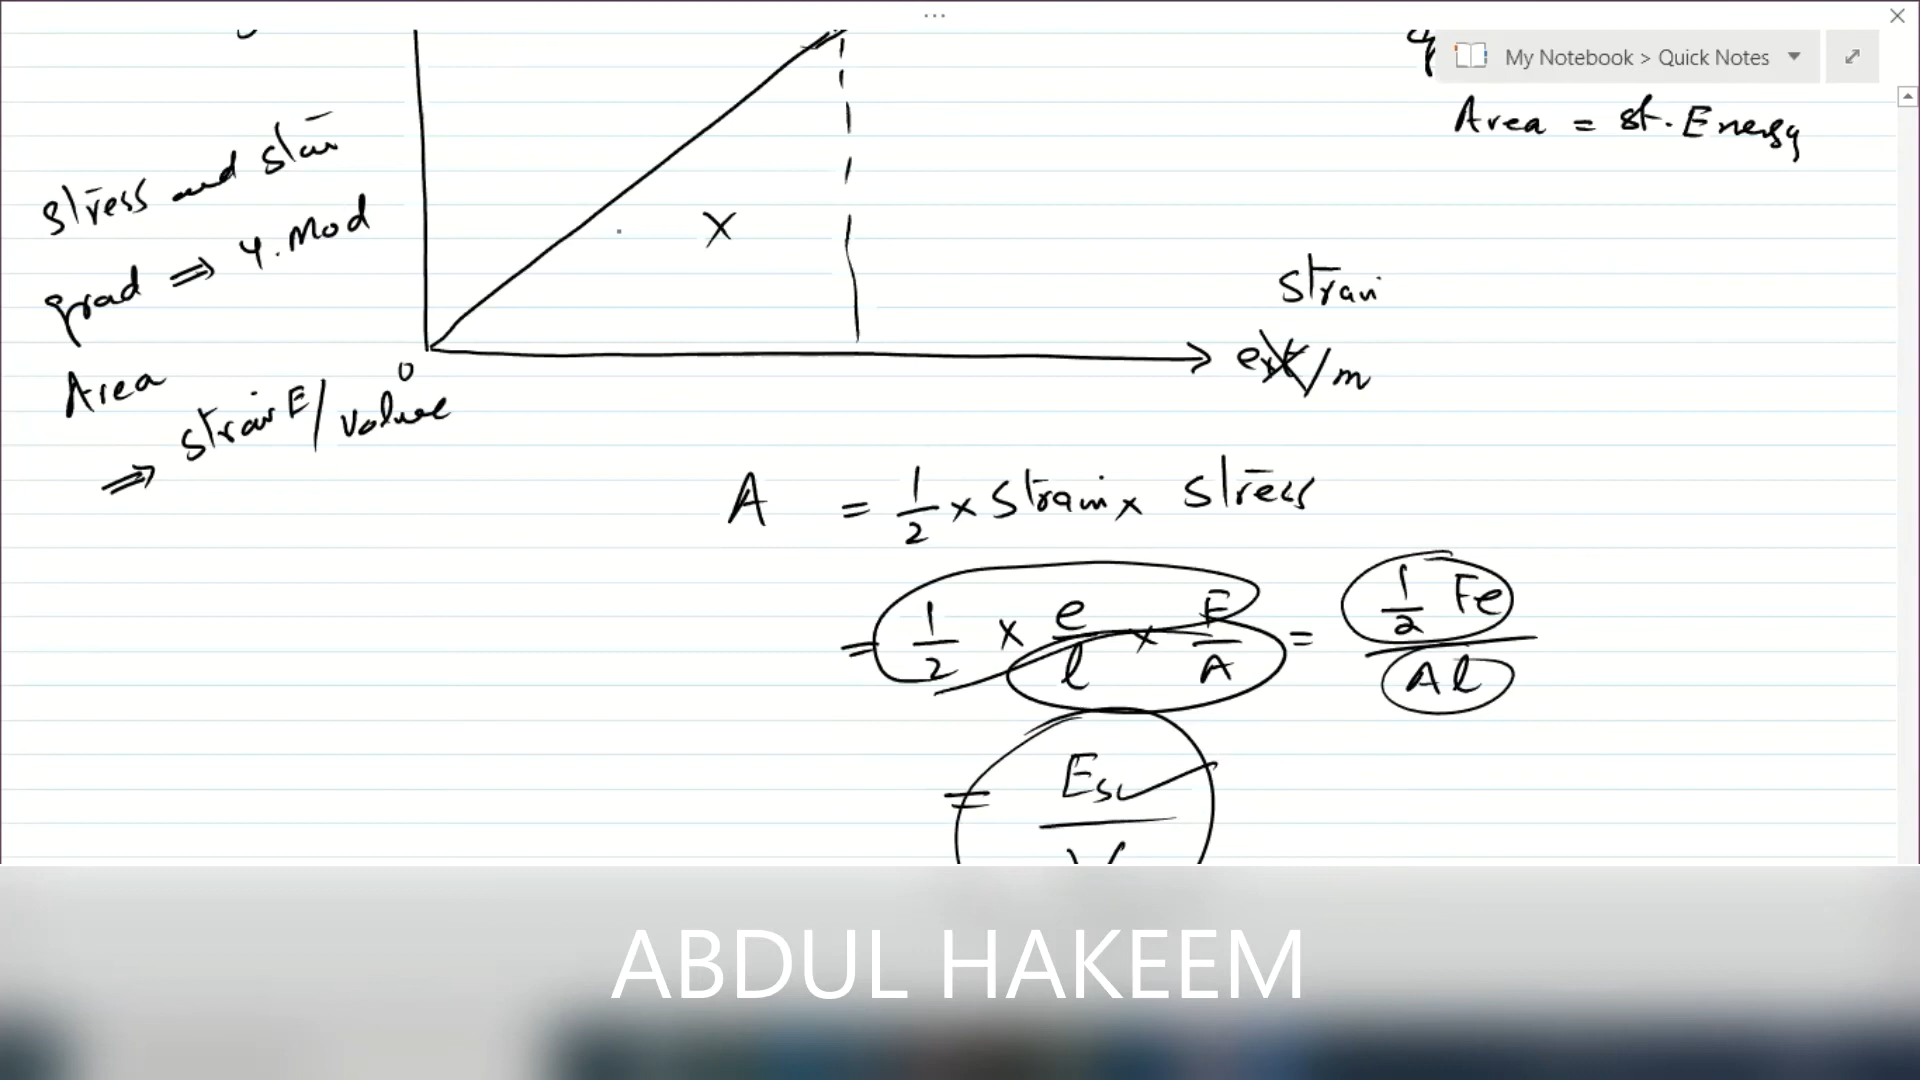 My Notebook > Quick Notes
Area = st. Energy
stress and
grad ⇒ Y. Mod
Area
⇒ strain E/volume
0
X
strain
ext/m
A = 1/2 × strain × stress
= 1/2 × e/l × F/A = 1/2 Fe / Al
= Es / V
ABDUL HAKEEM